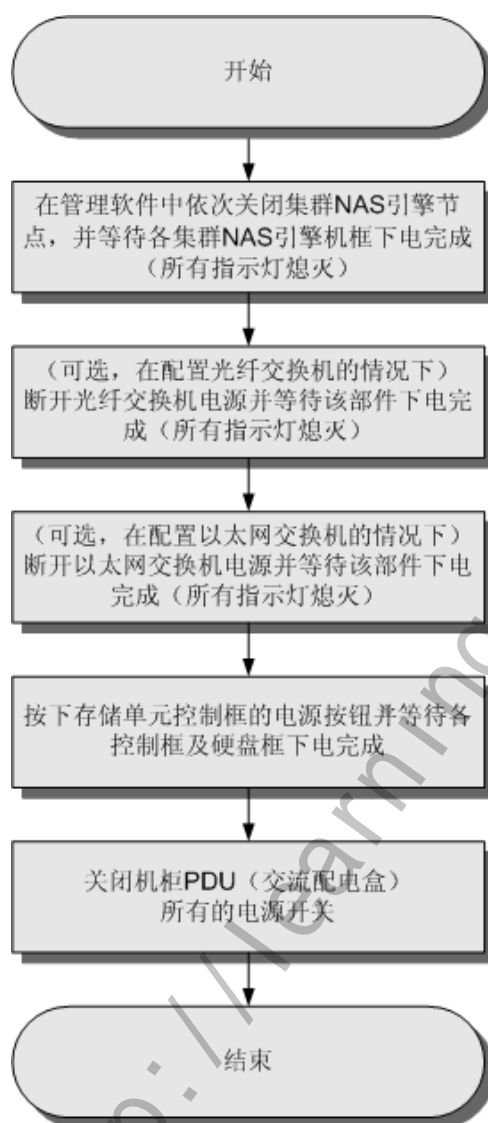 开始
在管理软件中依次关闭集群NAS引擎节
点，并等待各集群NAS引擎机框下电完成
（所有指示灯熄灭）
（可选，在配置光纤交换机的情况下）
断开光纤交换机电源并等待该部件下电完
成（所有指示灯熄灭）
（可选，在配置以太网交换机的情况下）
断开以太网交换机电源并等待该部件下电
完成（所有指示灯熄灭）
按下存储单元控制框的电源按钮并等待各
控制框及硬盘框下电完成
关闭机柜PDU（交流配电盒）
所有的电源开关
结束
p://learning